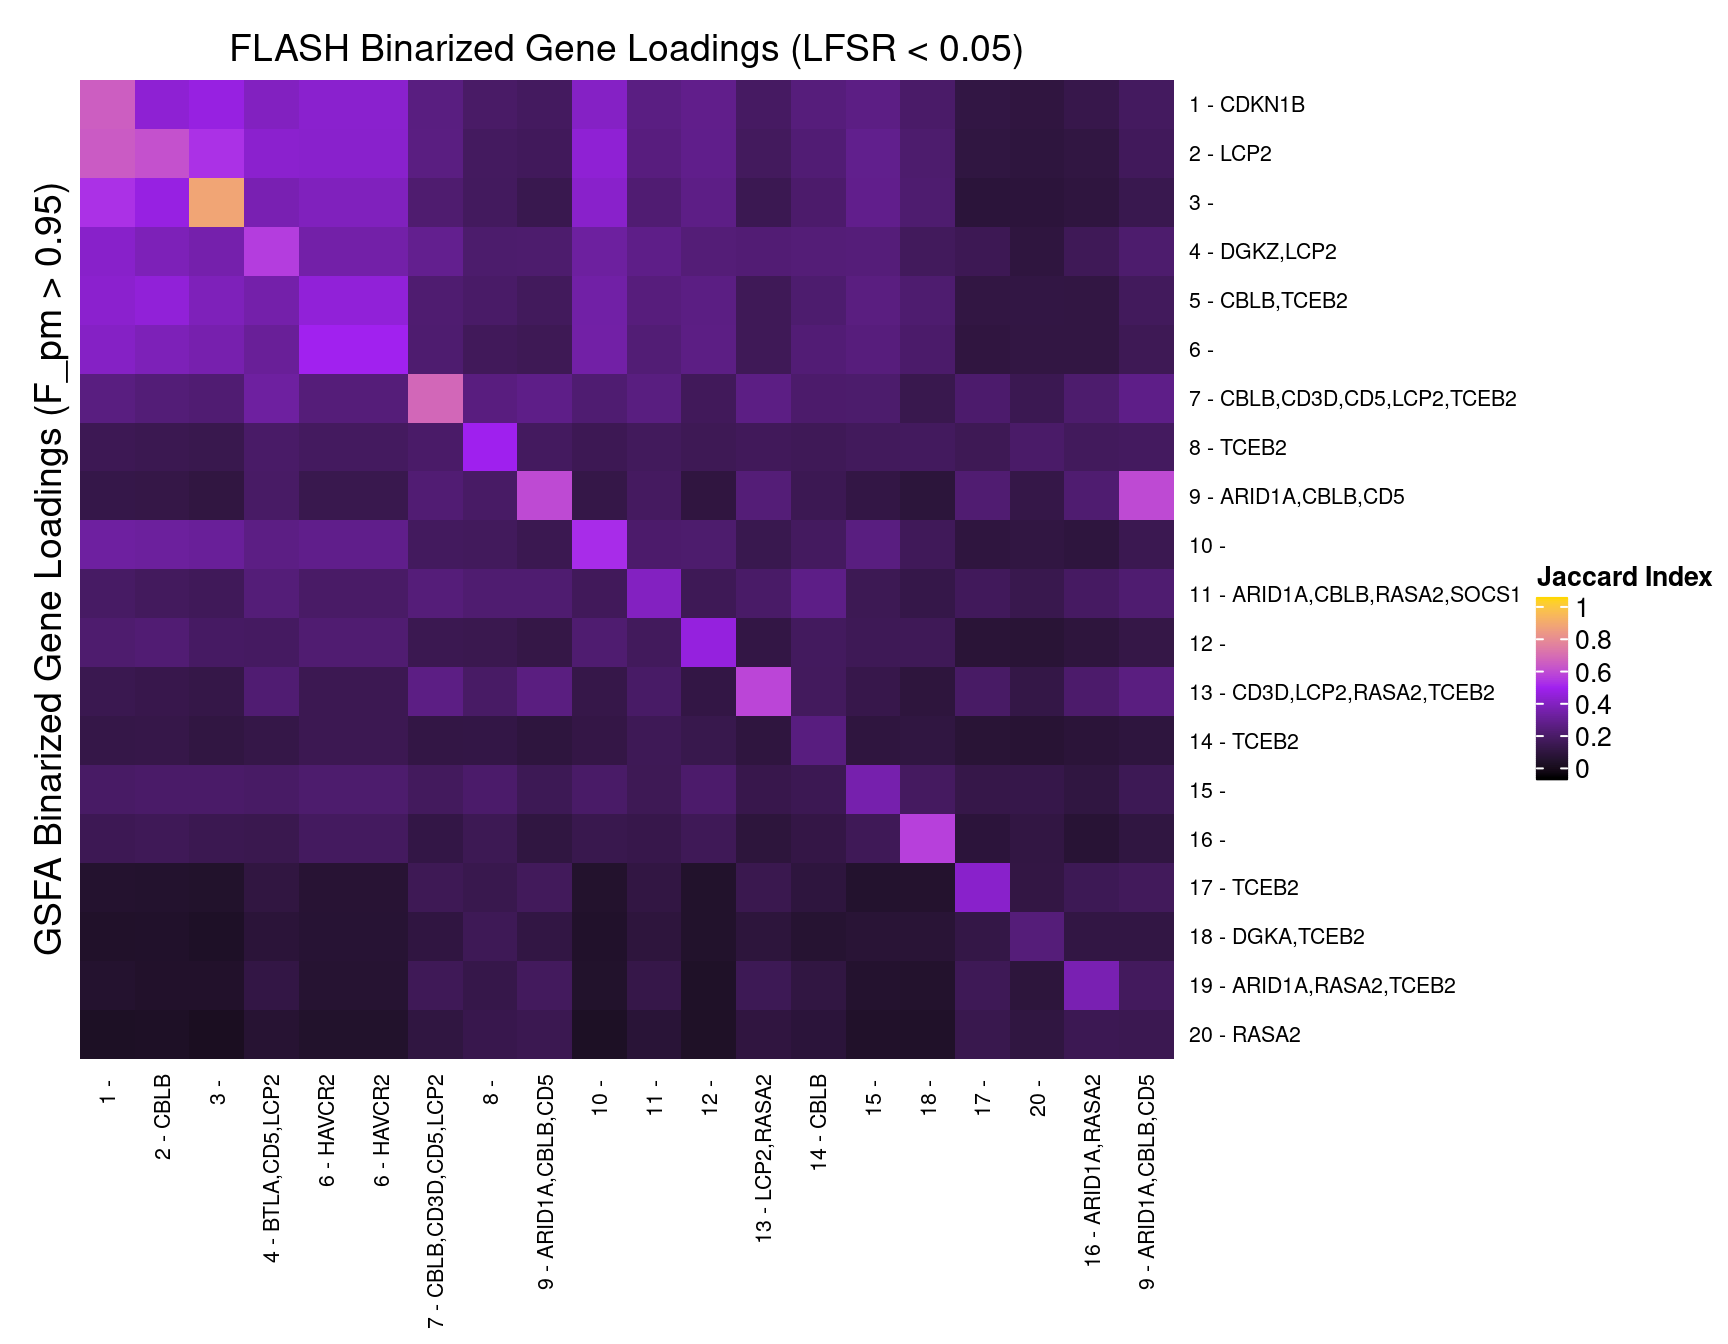 FLASH Binarized Gene Loadings (LFSR < 0.05)
GSFA Binarized Gene Loadings (F_pm > 0.95)
1 - CDKN1B
2 - LCP2
3 -
4 - DGKZ,LCP2
5 - CBLB,TCEB2
6 -
7 - CBLB,CD3D,CD5,LCP2,TCEB2
8 - TCEB2
9 - ARID1A,CBLB,CD5
10 -
11 - ARID1A,CBLB,RASA2,SOCS1
12 -
13 - CD3D,LCP2,RASA2,TCEB2
14 - TCEB2
15 -
16 -
17 - TCEB2
18 - DGKA,TCEB2
19 - ARID1A,RASA2,TCEB2
20 - RASA2
Jaccard Index
1
0.8
0.6
0.4
0.2
0
1 -
2 - CBLB
3 -
4 - BTLA,CD5,LCP2
6 - HAVCR2
6 - HAVCR2
7 - CBLB,CD3D,CD5,LCP2
8 -
9 - ARID1A,CBLB,CD5
10 -
11 -
12 -
13 - LCP2,RASA2
14 - CBLB
15 -
18 -
17 -
20 -
16 - ARID1A,RASA2
9 - ARID1A,CBLB,CD5